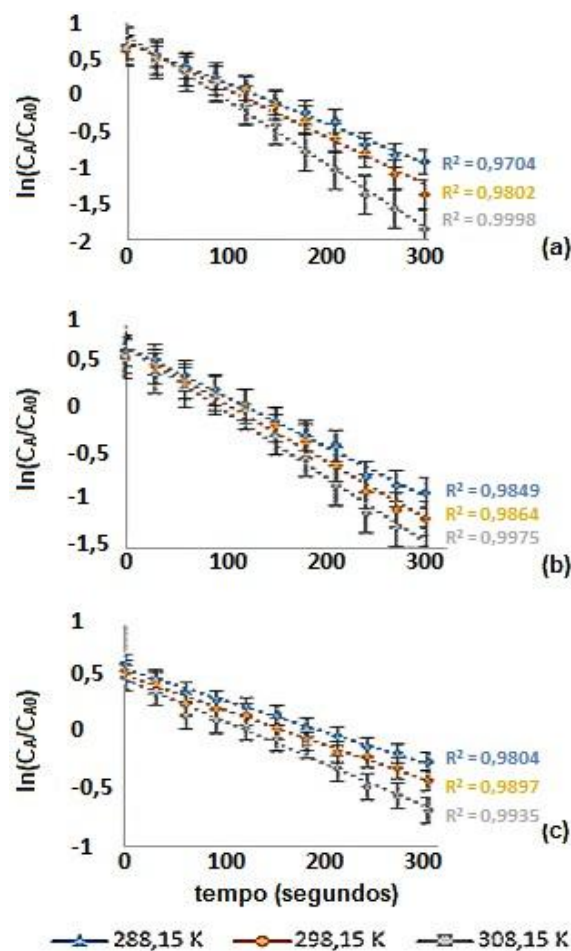 1
0,5
0
-0,5
-1
-1,5
-2
ln(CA/CA0)
0 100 200 300
R² = 0,9704
R² = 0,9802
R² = 0,9998
(a)
1
0,5
0
-0,5
-1
-1,5
ln(CA/CA0)
0 100 200 300
R² = 0,9849
R² = 0,9864
R² = 0,9975
(b)
1
0,5
0
-0,5
-1
ln(CA/CA0)
0 100 200 300
R² = 0,9804
R² = 0,9897
R² = 0,9935
(c)
tempo (segundos)
288,15 K 298,15 K 308,15 K